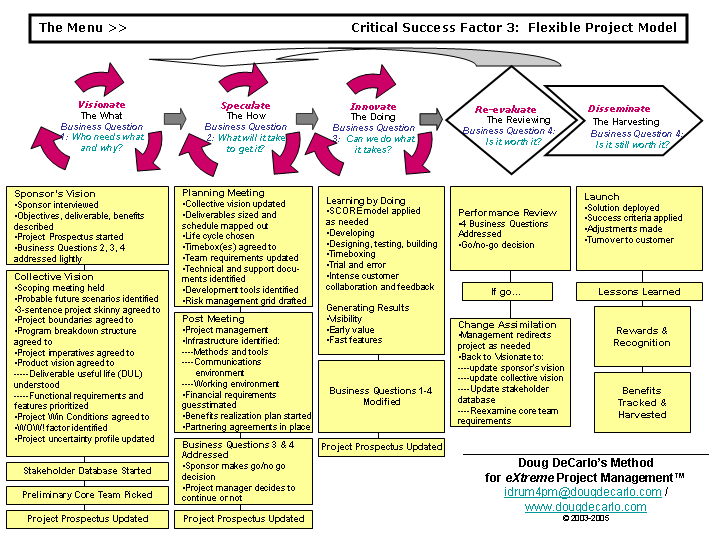 The Menu >>
Critical Success Factor 3: Flexible Project Model
Visionate
The What
Business Question
1: Who needs what
and why?
Speculate
The How
Business Question
2: What will it take
to get it?
Innovate
The Doing
Business Question
3: Can we do what
it takes?
Re-evaluate
The Reviewing
Business Question 4:
Is it worth it?
Disseminate
The Harvesting
Business Question 4:
Is it still worth it?
Sponsor's Vision
•Sponsor interviewed
•Objectives, deliverable, benefits
described
•Project Prospectus started
•Business Questions 2, 3, 4
addressed lightly
Collective Vision
•Scoping meeting held
•Probable future scenarios identified
•3-sentence project skinny agreed to
•Project boundaries agreed to
•Program breakdown structure
agreed to
•Project imperatives agreed to
•Product vision agreed to
-----Deliverable useful life (DUL)
understood
-----Functional requirements and
features prioritized
•Project Win Conditions agreed to
•WOW! factor identified
•Project uncertainty profile updated
Stakeholder Database Started
Preliminary Core Team Picked
Project Prospectus Updated
Planning Meeting
•Collective vision updated
•Deliverables sized and
schedule mapped out
•Life cycle chosen
•Timebox(es) agreed to
•Team requirements updated
•Technical and support docu-
ments identified
•Development tools identified
•Risk management grid drafted
Post Meeting
•Project management
•Infrastructure identified:
----Methods and tools
----Communications
environment
----Working environment
•Financial requirements
guesstimated
•Benefits realization plan started
•Partnering agreements in place
Business Questions 3 & 4
Addressed
•Sponsor makes go/no go
decision
•Project manager decides to
continue or not
Project Prospectus Updated
Learning by Doing
•SCORE model applied
as needed
•Developing
•Designing, testing, building
•Timeboxing
•Trial and error
•Intense customer
collaboration and feedback
Generating Results
•Visibility
•Early value
•Fast features
Business Questions 1-4
Modified
Project Prospectus Updated
Performance Review
•4 Business Questions
Addressed
•Go/no-go decision
If go...
Change Assimilation
•Management redirects
project as needed
•Back to Visionate to:
----update sponsor's vision
----update collective vision
----Update stakeholder
database
----Reexamine core team
requirements
Launch
•Solution deployed
•Success criteria applied
•Adjustments made
•Turnover to customer
Lessons Learned
Rewards &
Recognition
Benefits
Tracked &
Harvested
Doug DeCarlo's Method
for eXtreme Project Management™
idrum4pm@dougdecarlo.com /
www.dougdecarlo.com
© 2003-2005